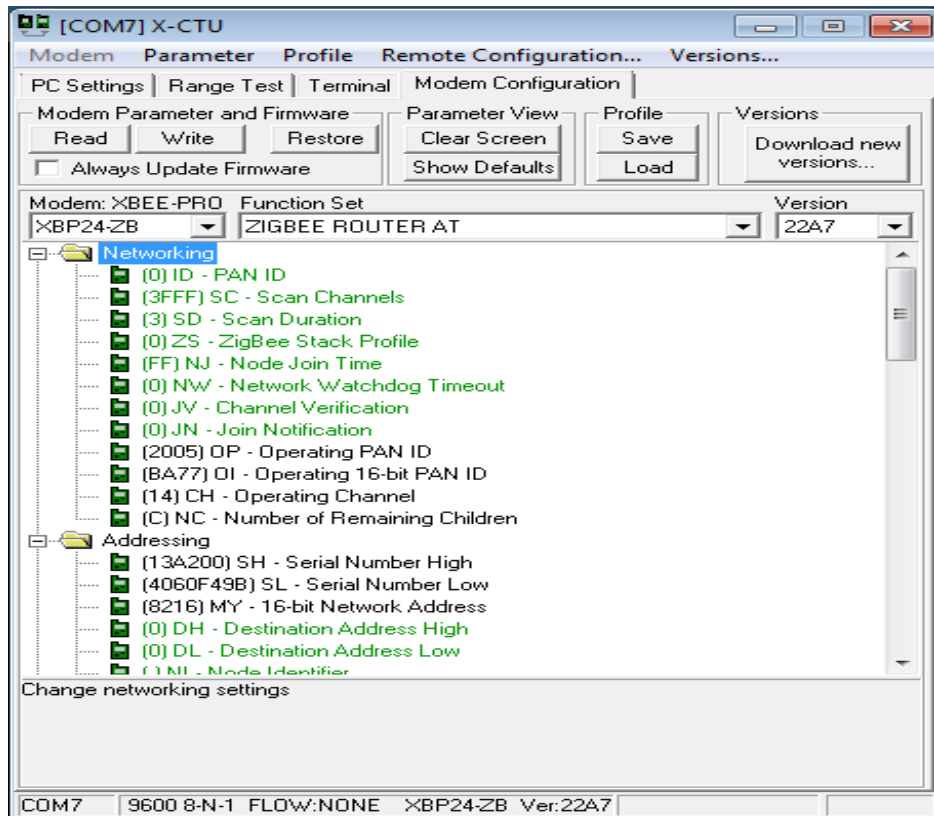 [COM7] X-CTU
Modem Parameter Profile Remote Configuration... Versions...
PC Settings Range Test Terminal Modem Configuration
Modem Parameter and Firmware Parameter View Profile Versions
Read Write Restore Clear Screen Save Download new versions...
Always Update Firmware Show Defaults Load
Modem: XBEE-PRO Function Set Version
XBP24-ZB ZIGBEE ROUTER AT 22A7
Networking
(0) ID - PAN ID
(3FFF) SC - Scan Channels
(3) SD - Scan Duration
(0) ZS - ZigBee Stack Profile
(FF) NJ - Node Join Time
(0) NW - Network Watchdog Timeout
(0) JV - Channel Verification
(0) JN - Join Notification
(2005) OP - Operating PAN ID
(BA77) OI - Operating 16-bit PAN ID
(14) CH - Operating Channel
(C) NC - Number of Remaining Children
Addressing
(13A200) SH - Serial Number High
(4060F49B) SL - Serial Number Low
(8216) MY - 16-bit Network Address
(0) DH - Destination Address High
(0) DL - Destination Address Low
( ) NI - Node Identifier
Change networking settings
COM7 9600 8-N-1 FLOW:NONE XBP24-ZB Ver:22A7